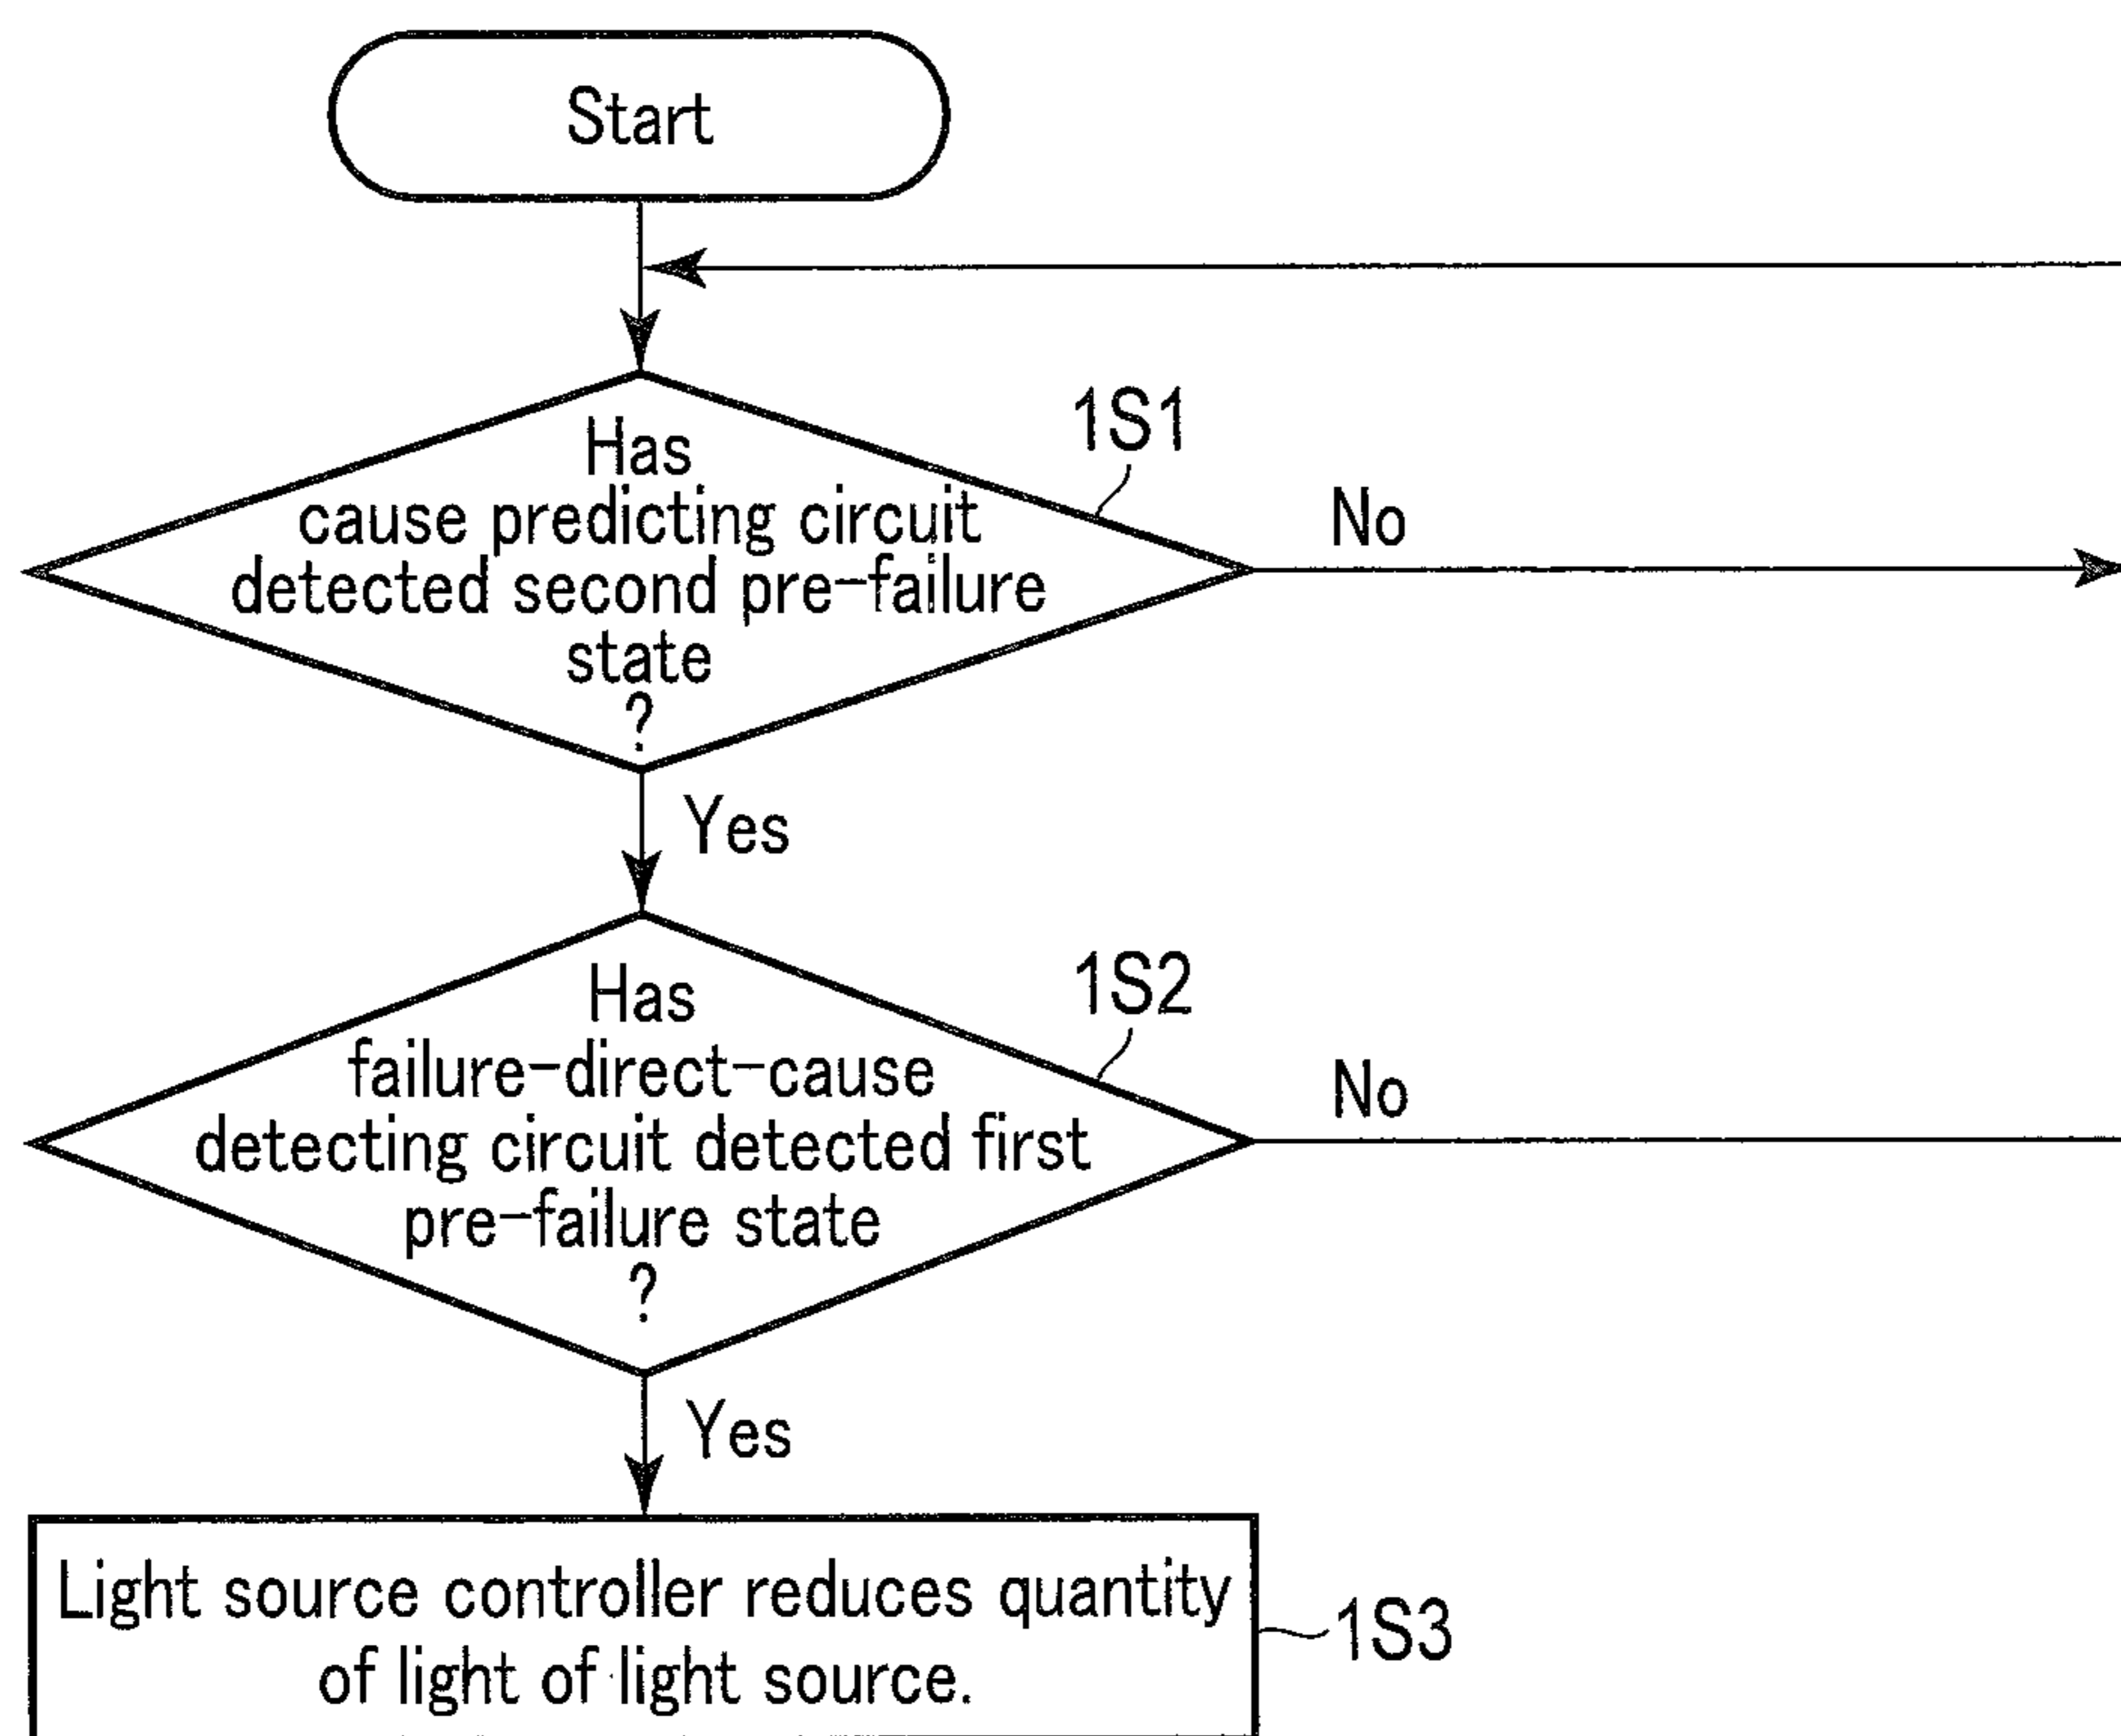 Start
1S1
Has
cause predicting circuit
detected second pre-failure
state
?
No
Yes
1S2
Has
failure-direct-cause
detecting circuit detected first
pre-failure state
?
No
Yes
Light source controller reduces quantity
of light of light source.
1S3